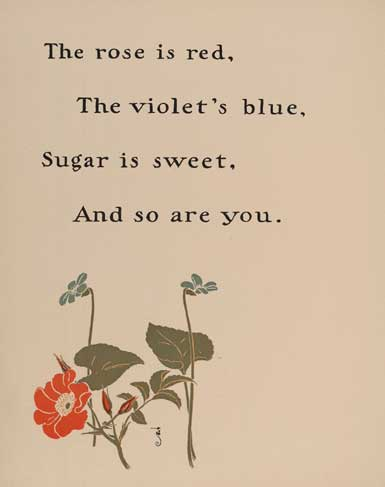 The rose is red,
The violet's blue,
Sugar is sweet,
And so are you.